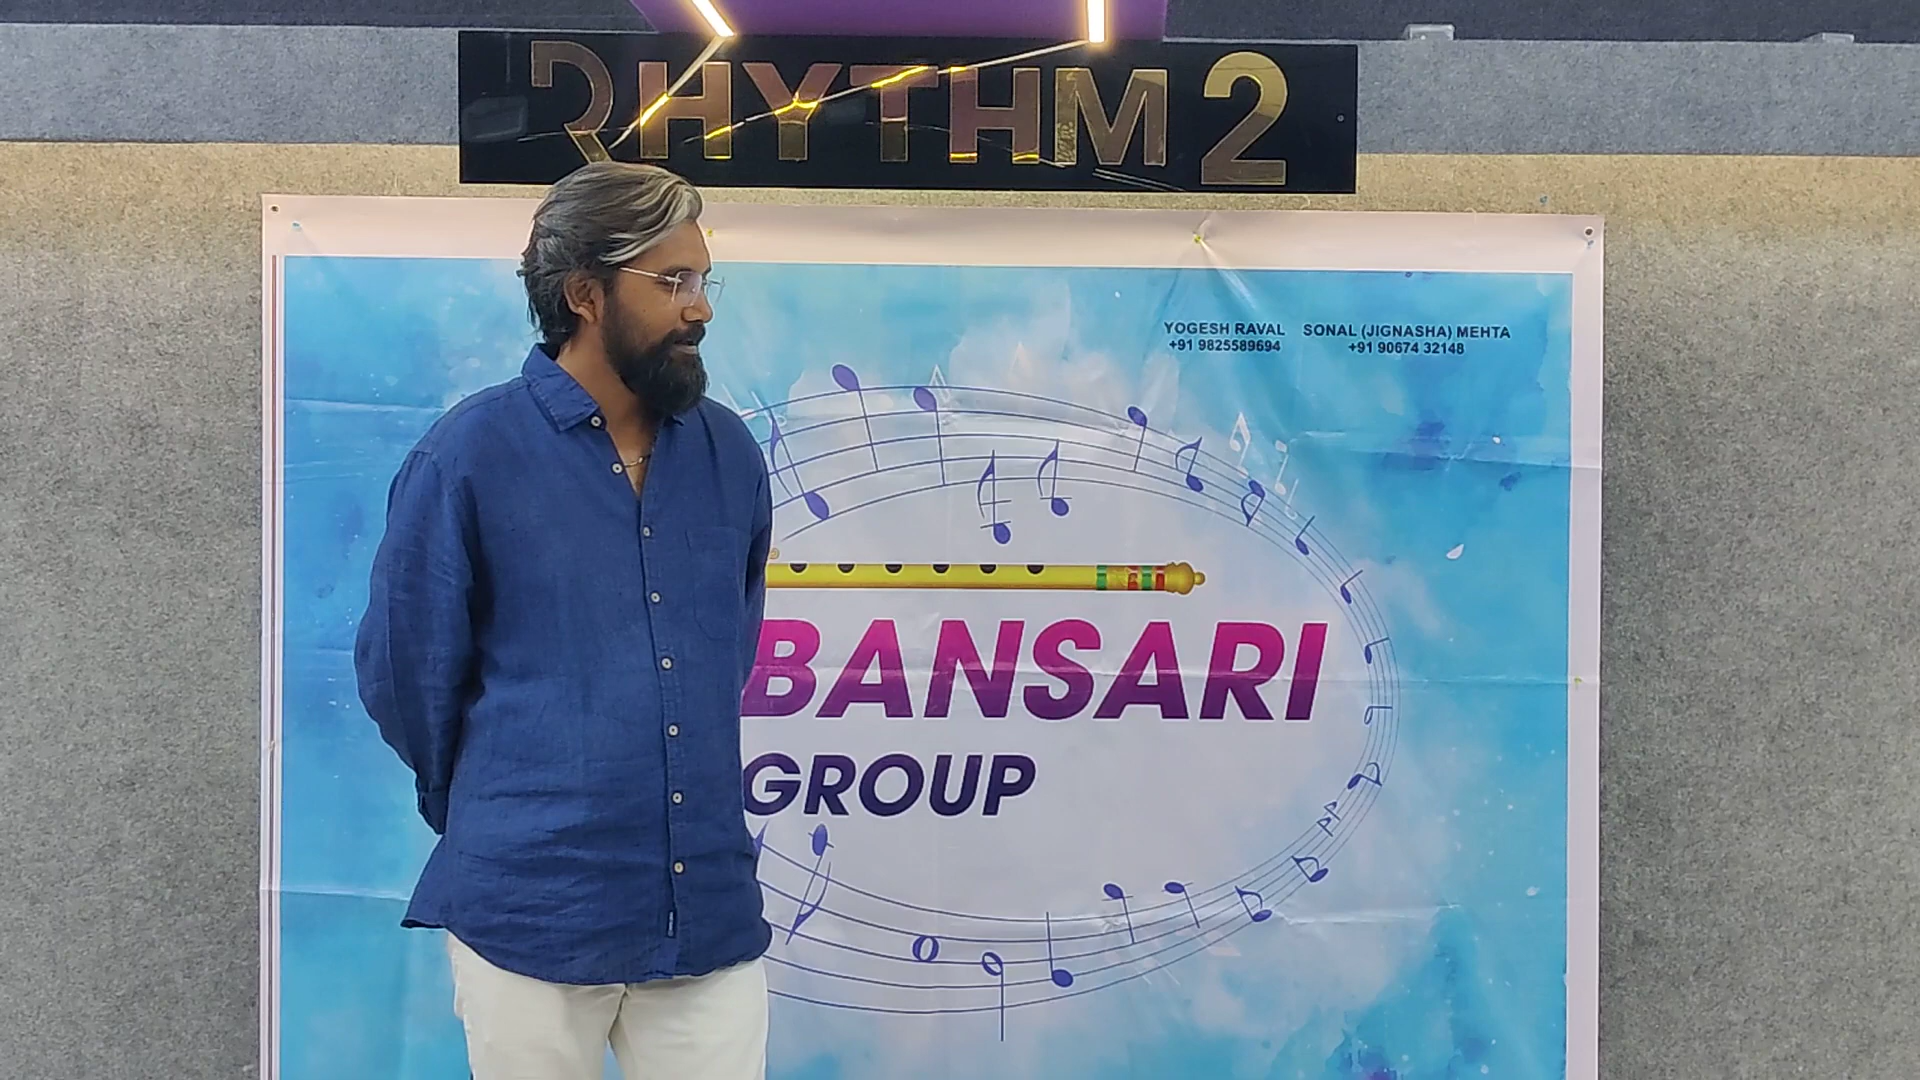 RHYTHM 2
YOGESH RAVAL SONAL (JIGNASHA) MEHTA
+91 9825589694 +91 90674 32148
BANSARI
GROUP